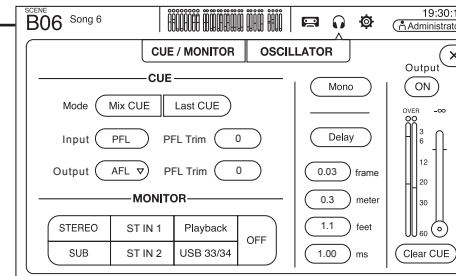 SCENE
B06 Song 6
19:30:1
Administrato
CUE / MONITOR OSCILLATOR
X
CUE
Mode Mix CUE Last CUE
Input PFL PFL Trim 0
Output AFL ▽ PFL Trim 0
MONITOR
STEREO ST IN 1 Playback OFF
SUB ST IN 2 USB 33/34
Mono
Delay
0.03 frame
0.3 meter
1.1 feet
1.00 ms
Output
ON
OVER -∞
3
6
12
20
30
60
Clear CUE